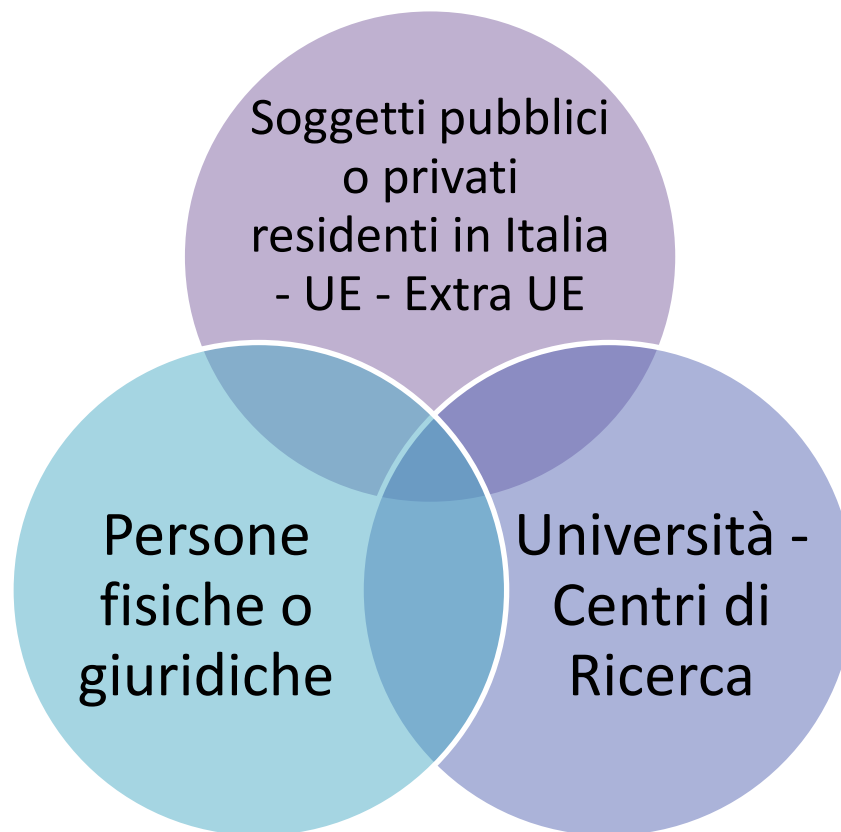 Soggetti pubblici
o privati
residenti in Italia
- UE - Extra UE
Persone
fisiche o
giuridiche
Università -
Centri di
Ricerca